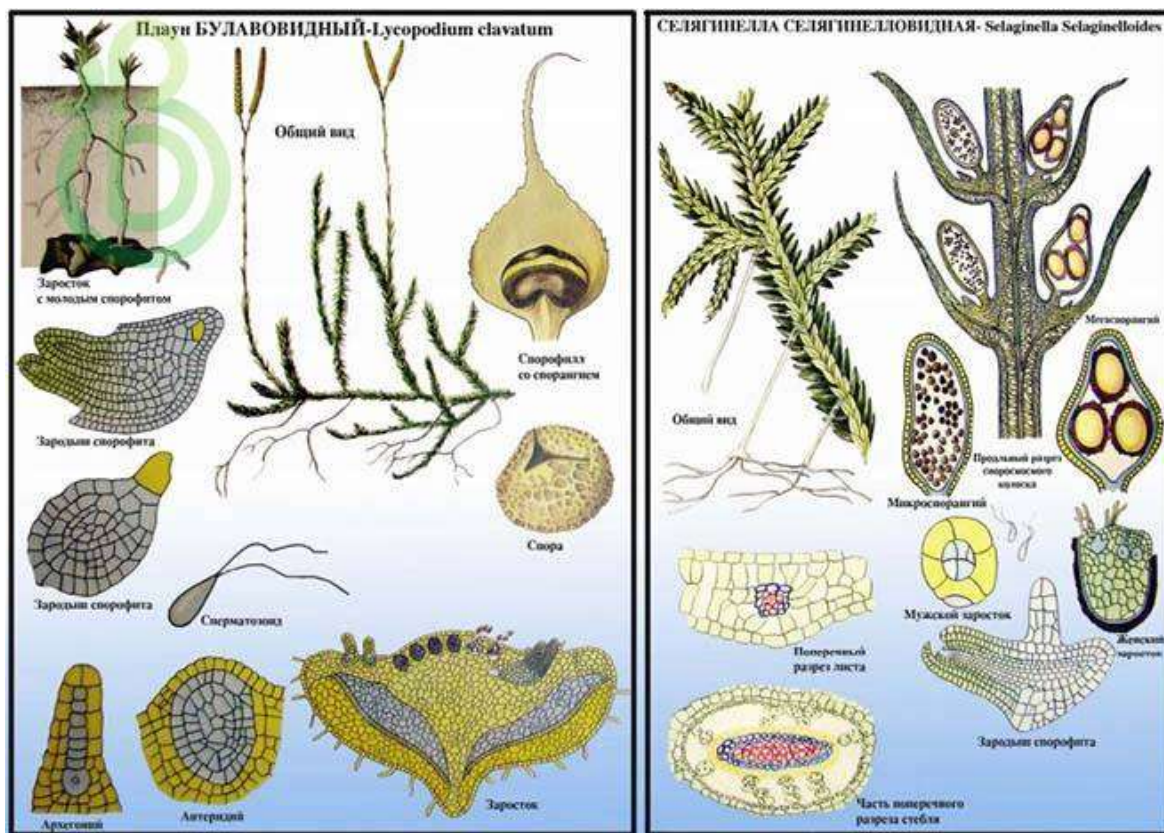 Плаун БУЛАВОВИДНЫЙ-Lycopodium clavatum
Общий вид
Заросток
с молодым спорофитом
Спорофилл
со спорангием
Зародыш спорофита
Спора
Зародыш спорофита
Сперматозоид
Архегоний
Антеридий
Заросток
СЕЛЯГИНЕЛЛА СЕЛЯГИНЕЛЛОВИДНАЯ- Selaginella Selaginelloides
Мегаспорангий
Общий вид
Продльный разрез
спороносного
колоска
Микроспорангий
Мужской заросток
Женский
заросток
Поперечный
разрез листа
Зародыш спорофита
Часть поперечного
разреза стебля